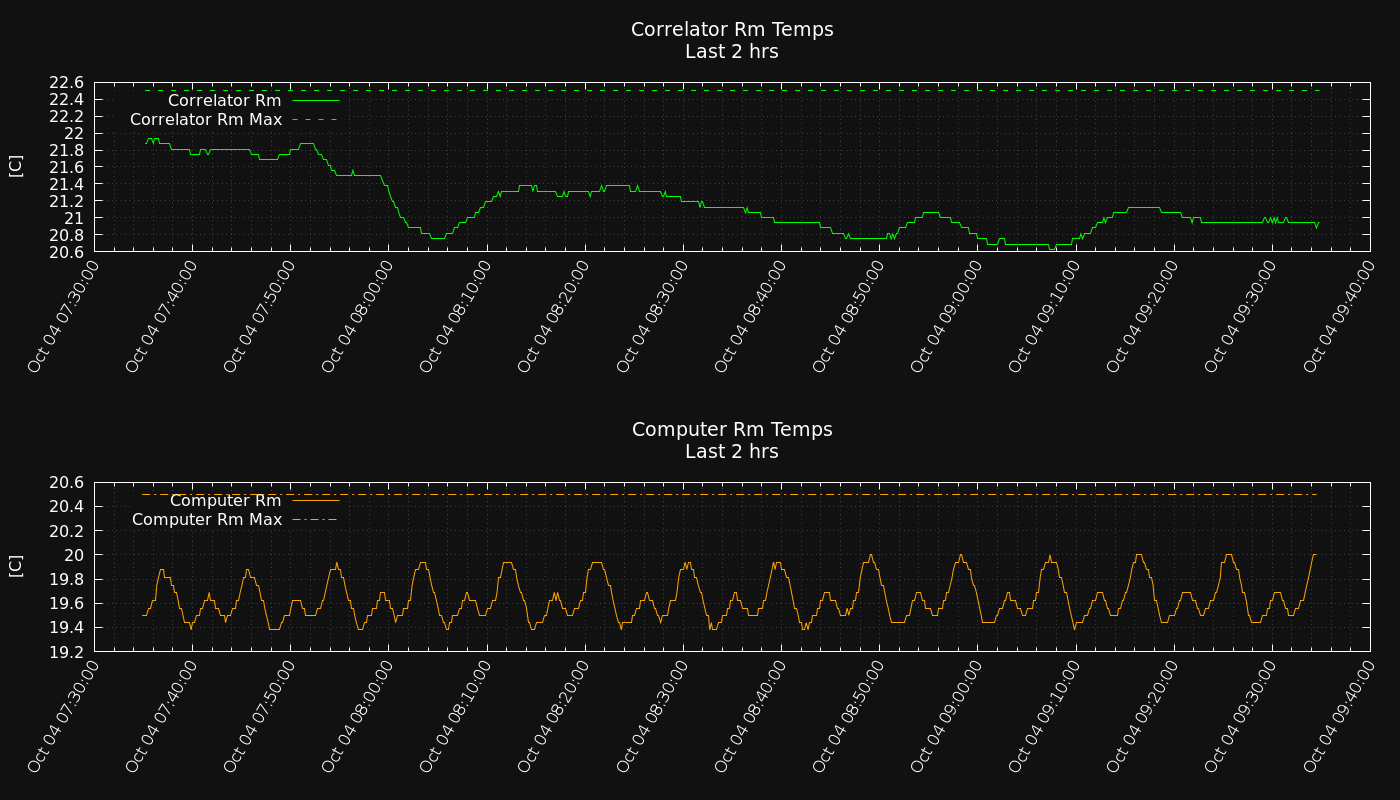 Correlator Rm Temps
Last 2 hrs
[C]
22.6
22.4
22.2
22
21.8
21.6
21.4
21.2
21
20.8
20.6
Correlator Rm
Correlator Rm Max
Oct 04 07:30:00
Oct 04 07:40:00
Oct 04 07:50:00
Oct 04 08:00:00
Oct 04 08:10:00
Oct 04 08:20:00
Oct 04 08:30:00
Oct 04 08:40:00
Oct 04 08:50:00
Oct 04 09:00:00
Oct 04 09:10:00
Oct 04 09:20:00
Oct 04 09:30:00
Oct 04 09:40:00
Computer Rm Temps
Last 2 hrs
[C]
20.6
20.4
20.2
20
19.8
19.6
19.4
19.2
Computer Rm
Computer Rm Max
Oct 04 07:30:00
Oct 04 07:40:00
Oct 04 07:50:00
Oct 04 08:00:00
Oct 04 08:10:00
Oct 04 08:20:00
Oct 04 08:30:00
Oct 04 08:40:00
Oct 04 08:50:00
Oct 04 09:00:00
Oct 04 09:10:00
Oct 04 09:20:00
Oct 04 09:30:00
Oct 04 09:40:00